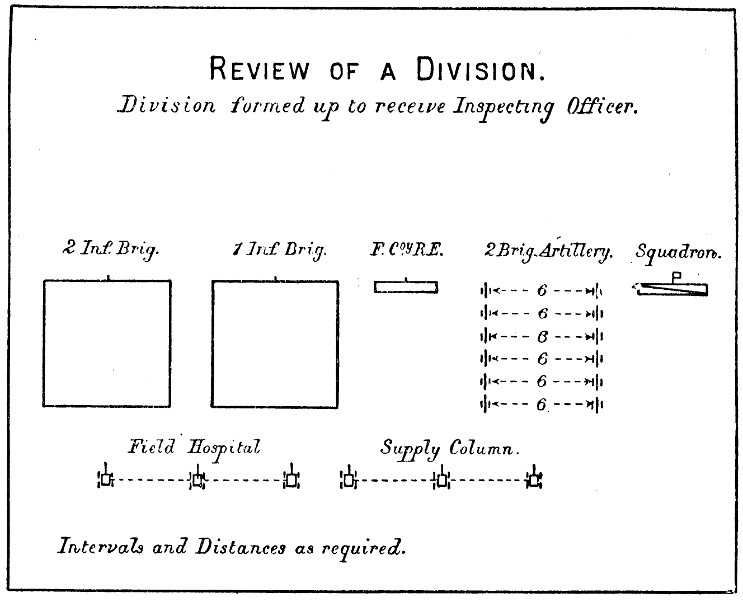 REVIEW OF A DIVISION.
Division formed up to receive Inspecting Officer.
2 Inf. Brig. 1 Inf. Brig. F. Coy R.E. 2 Brig. Artillery. Squadron.
6
6
6
6
6
6
Field Hospital Supply Column.
Intervals and Distances as required.